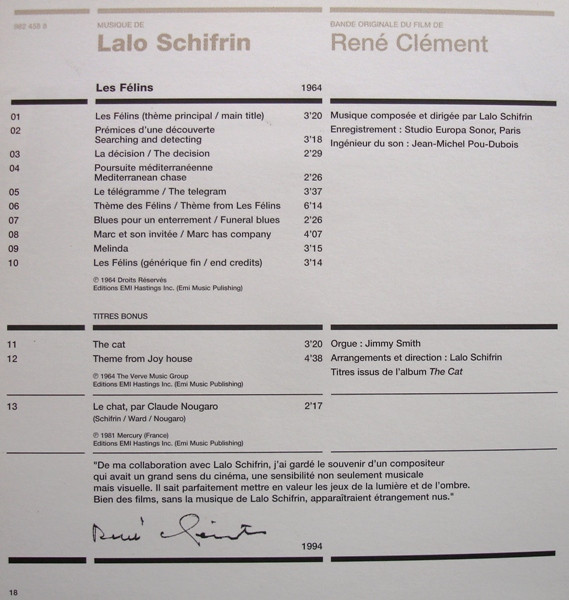 982 458 8
MUSIQUE DE
Lalo Schifrin
BANDE ORIGINALE DU FILM DE
René Clément
Les Félins 1964
01 Les Félins (thème principal / main title) 3'20
02 Prémices d'une découverte
Searching and detecting 3'18
03 La décision / The decision 2'29
04 Poursuite méditerranéenne
Mediterranean chase 2'26
05 Le télégramme / The telegram 3'37
06 Thème des Félins / Theme from Les Félins 6'14
07 Blues pour un enterrement / Funeral blues 2'26
08 Marc et son invitée / Marc has company 4'07
09 Melinda 3'15
10 Les Félins (générique fin / end credits) 3'14
℗ 1964 Droits Réservés
Editions EMI Hastings Inc. (Emi Music Pulishing)
Musique composée et dirigée par Lalo Schifrin
Enregistrement : Studio Europa Sonor, Paris
Ingénieur du son : Jean-Michel Pou-Dubois
TITRES BONUS
11 The cat 3'20
12 Theme from Joy house 4'38
℗ 1964 The Verve Music Group
Editions EMI Hastings Inc. (Emi Music Publishing)
Orgue : Jimmy Smith
Arrangements et direction : Lalo Schifrin
Titres issus de l'album The Cat
13 Le chat, par Claude Nougaro 2'17
(Schifrin / Ward / Nougaro)
℗ 1981 Mercury (France)
Editions EMI Hastings Inc. (Emi Music Publishing)
"De ma collaboration avec Lalo Schifrin, j'ai gardé le souvenir d'un compositeur
qui avait un grand sens du cinéma, une sensibilité non seulement musicale
mais visuelle. Il sait parfaitement mettre en valeur les jeux de la lumière et de l'ombre.
Bien des films, sans la musique de Lalo Schifrin, apparaîtraient étrangement nus."
René Clément
1994
18